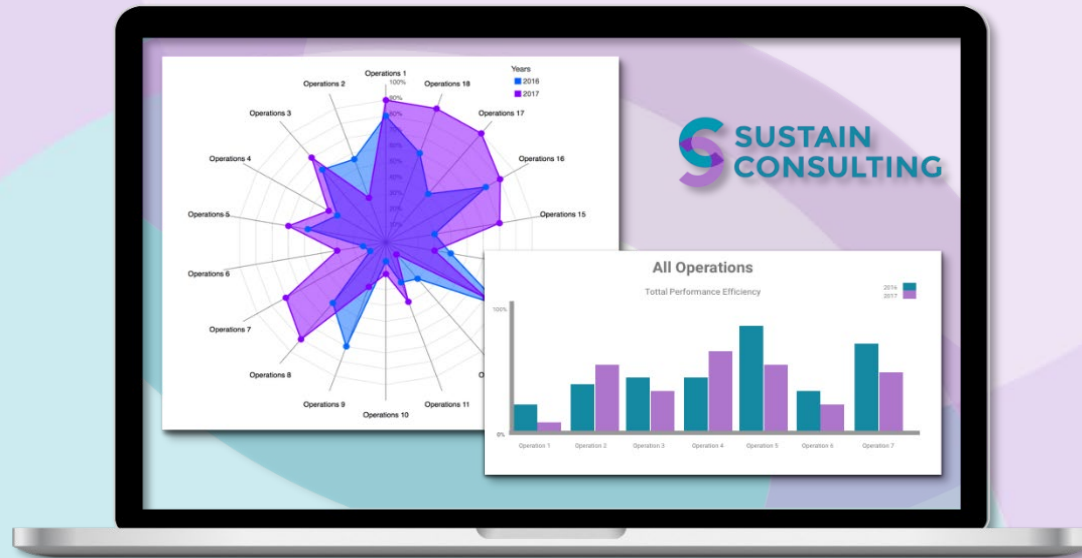 Operations 1
100%
90%
80%
Operations 2
Operations 18
Years
2016
2017
Operations 3
Operations 17
Operations 4
Operations 16
Operations 5
Operations 15
Operations 6
Operations 7
Operations 8
Operations 9
Operations 10
Operations 11
SUSTAIN
CONSULTING
All Operations
Tottal Performance Efficiency
2016
2017
100%
0%
Operation 1
Operation 2
Operation 3
Operation 4
Operation 5
Operation 6
Operation 7